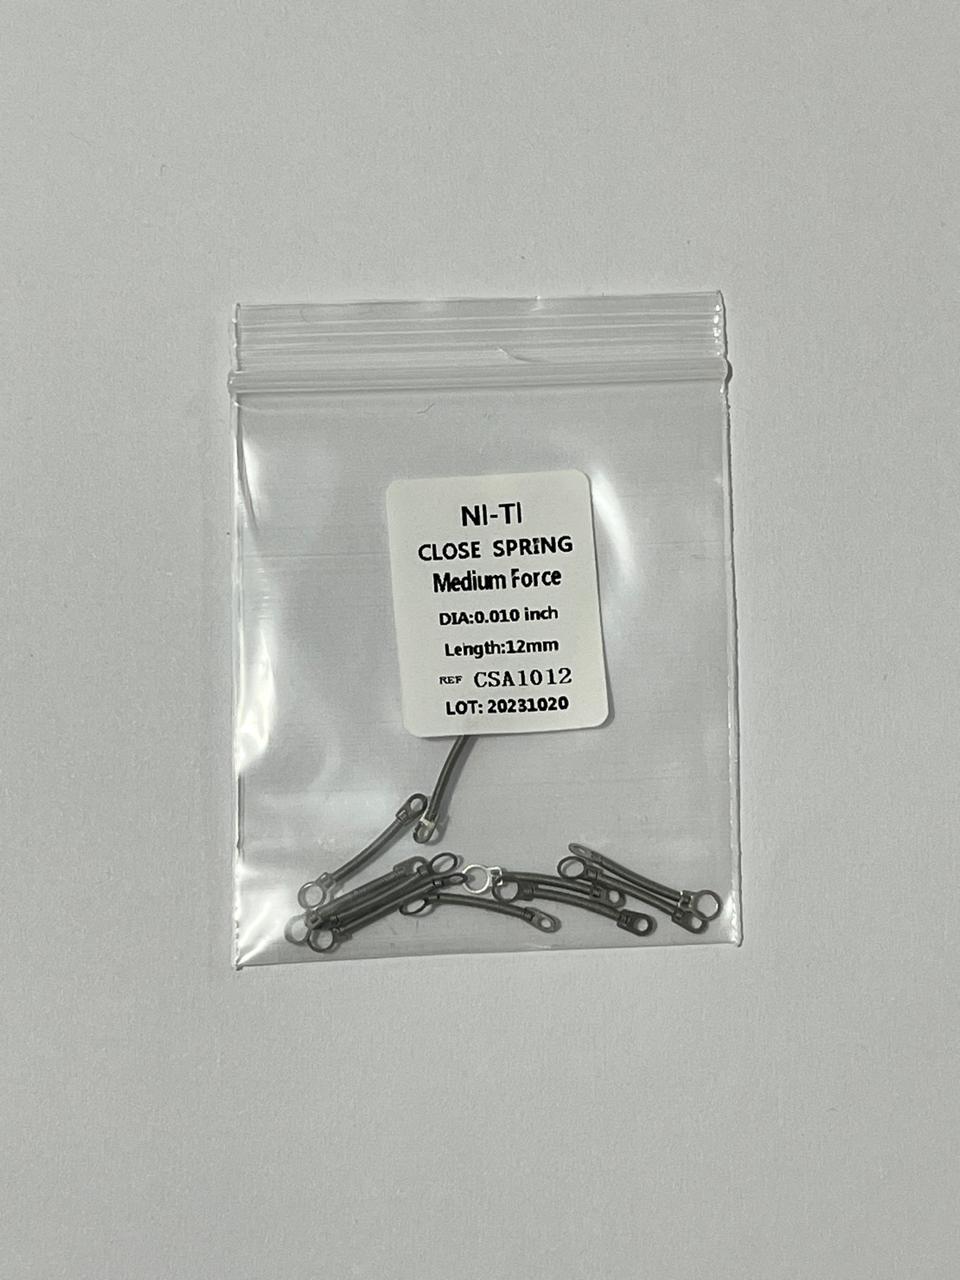 NI-TI
CLOSE SPRING
Medium Force
DIA:0.010 inch
Length:12mm
REF CSA1012
LOT: 20231020